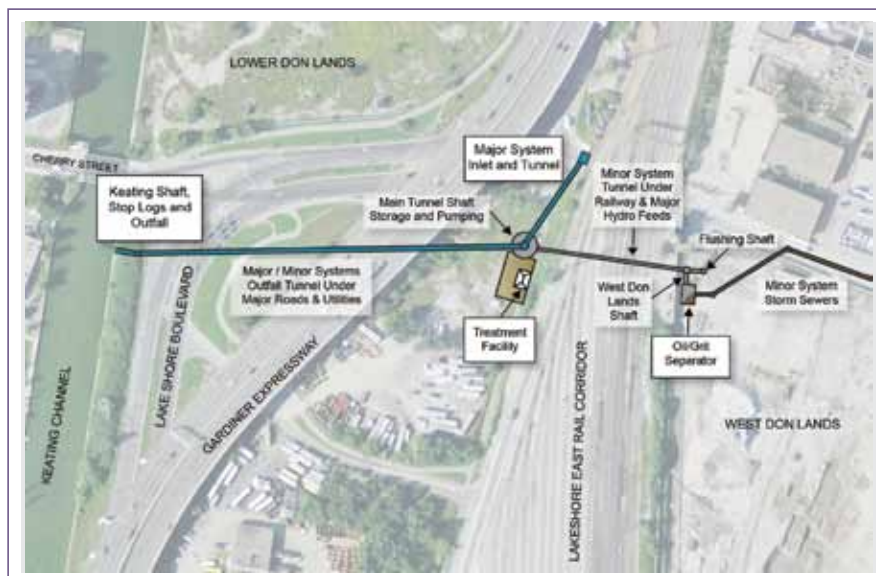 LOWER DON LANDS
CHERRY STREET
Major System
Inlet and Tunnel
Keating Shaft,
Stop Logs and
Outfall
Main Tunnel Shaft
Storage and Pumping
Minor System
Tunnel Under
Railway & Major
Hydro Feeds
Flushing Shaft
Major / Minor Systems
Outfall Tunnel Under
Major Roads & Utilities
West Don
Lands
Shaft
Minor System
Storm Sewers
Treatment
Facility
Oil/Grit
Separator
KEATING CHANNEL
LAKE SHORE BOULEVARD
GARDINER EXPRESSWAY
LAKESHORE EAST RAIL CORRIDOR
WEST DON LANDS